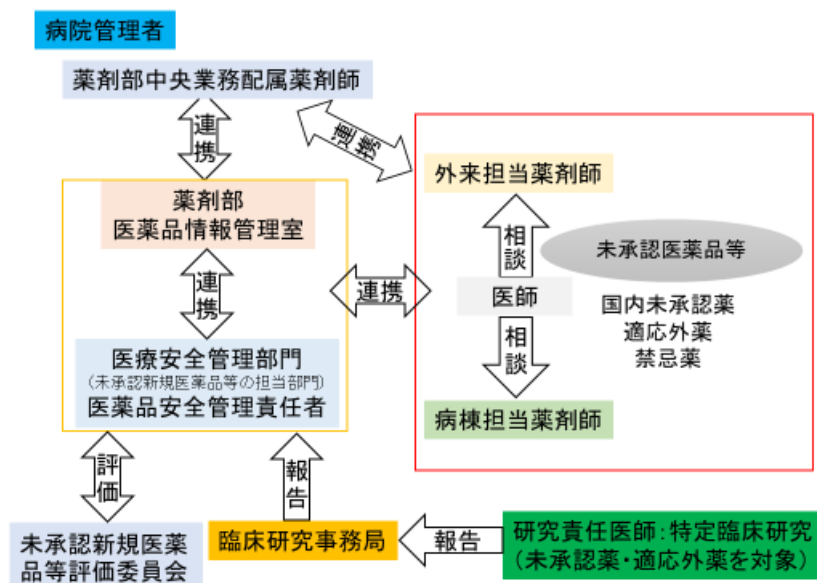 病院管理者
薬剤部中央業務配属薬剤師
連携
連携
薬剤部
医薬品情報管理室
連携
医療安全管理部門
(未承認新規医薬品等の担当部門)
医薬品安全管理責任者
連携
外来担当薬剤師
相談
医師
相談
病棟担当薬剤師
未承認医薬品等
国内未承認薬
適応外薬
禁忌薬
評価
報告
未承認新規医薬
品等評価委員会
臨床研究事務局
報告
研究責任医師:特定臨床研究
(未承認薬・適応外薬を対象)